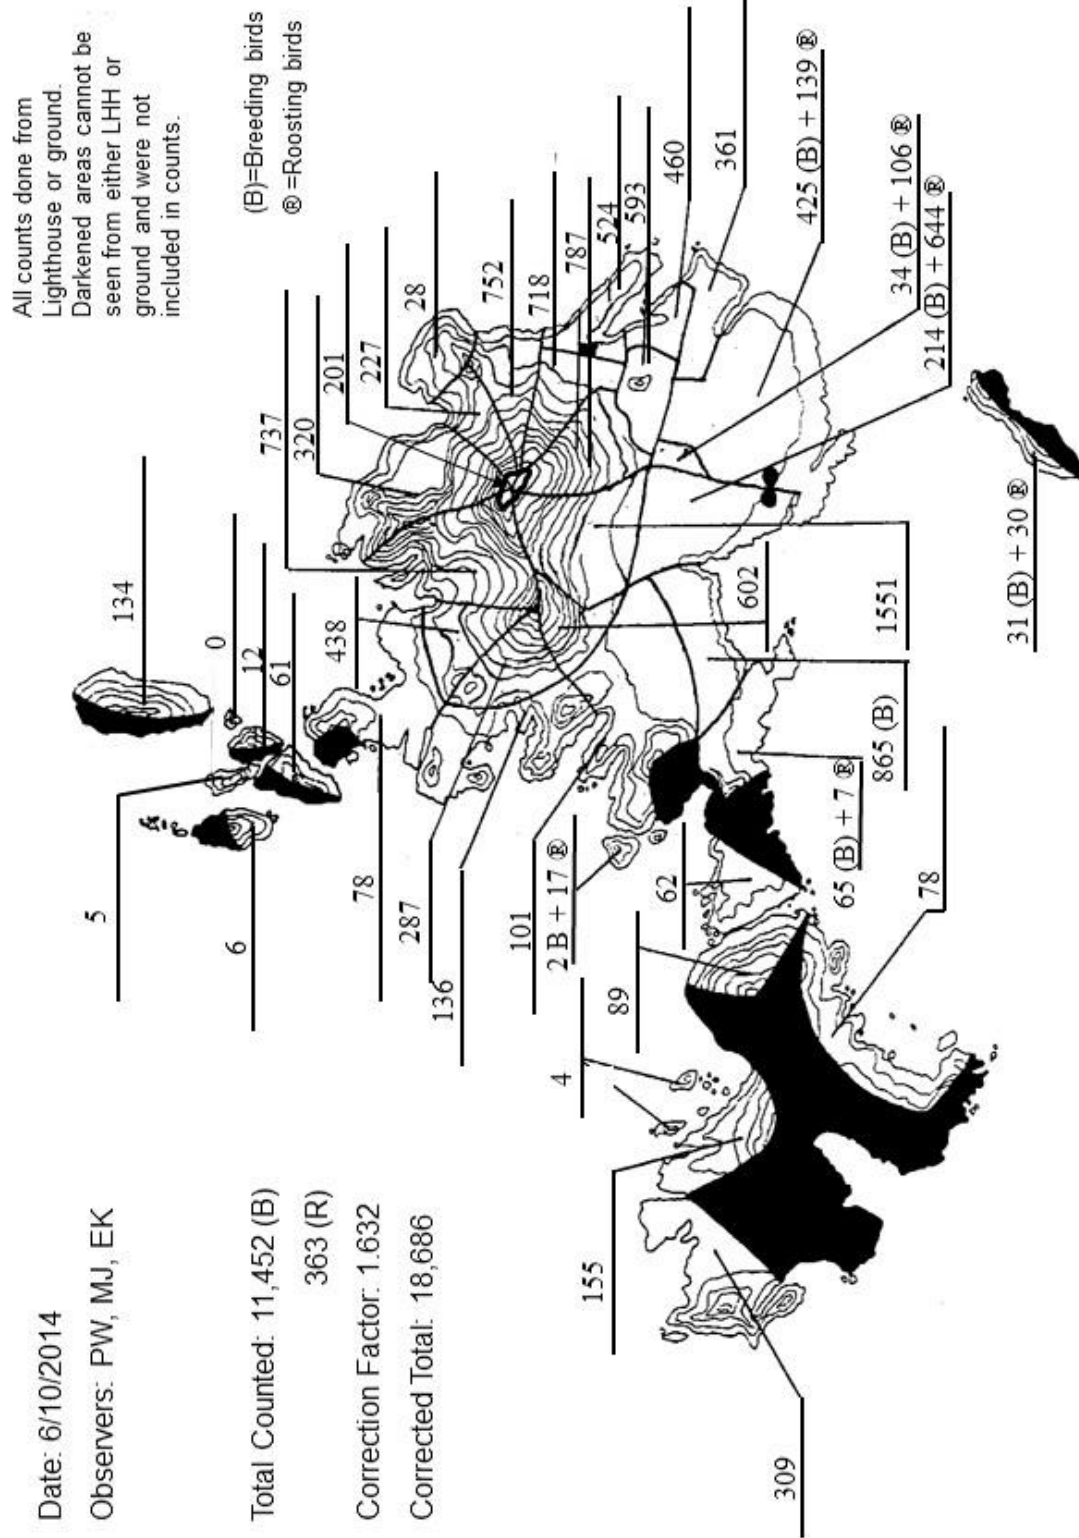 Date: 6/10/2014
Observers: PW, MJ, EK
Total Counted: 11,452 (B)
363 (R)
Correction Factor: 1.632
Corrected Total: 18,686
All counts done from
Lighthouse or ground.
Darkened areas cannot be
seen from either LHH or
ground and were not
included in counts.
(B)=Breeding birds
® =Roosting birds
5
134
0
12
61
6
438
737
320
201
227
28
752
718
787
524
593
460
361
78
287
136
101
2 B + 17 ®
62
89
4
155
309
425 (B) + 139 ®
34 (B) + 106 ®
214 (B) + 644 ®
602
1551
865 (B)
65 (B) + 7 ®
78
31 (B) + 30 ®